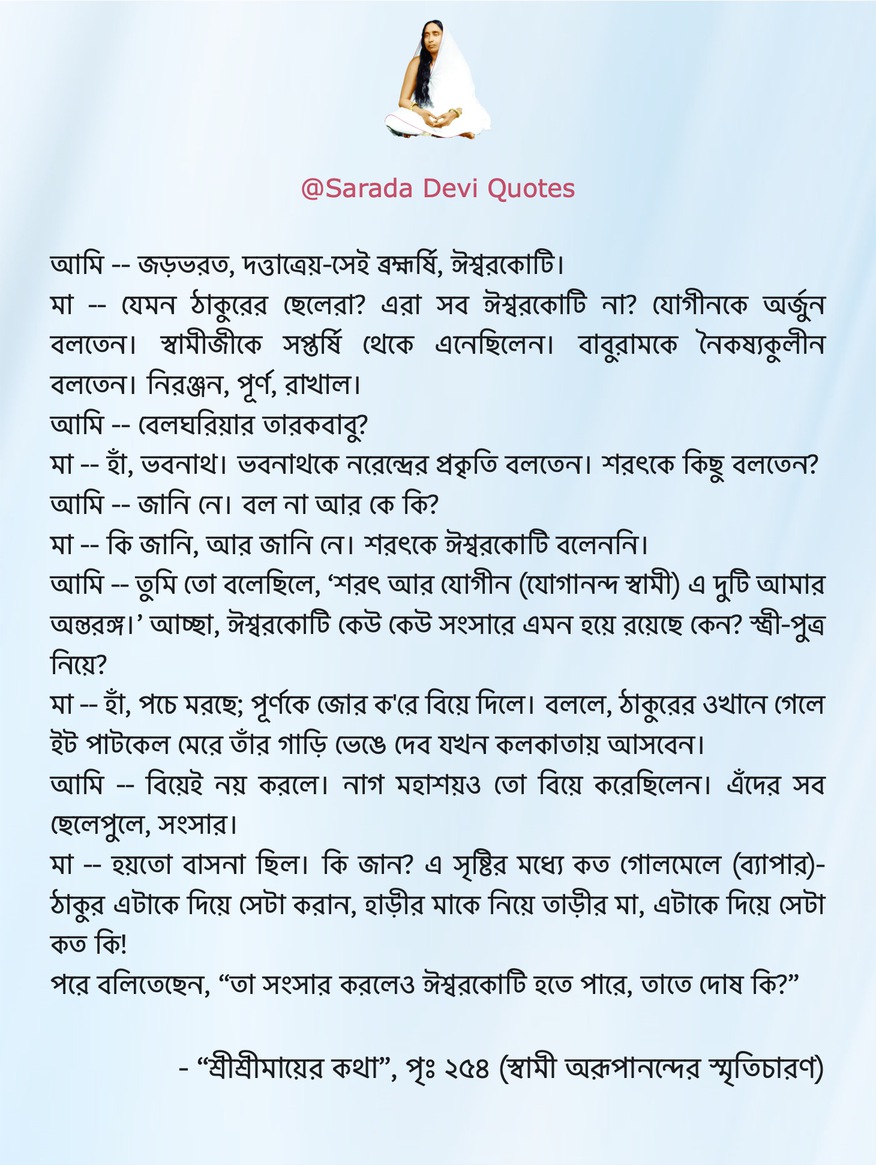 @Sarada Devi Quotes
আমি -- জড়ভরত, দত্তাত্রেয়-সেই ব্রহ্মর্ষি, ঈশ্বরকোটি।
মা -- যেমন ঠাকুরের ছেলেরা? এরা সব ঈশ্বরকোটি না? যোগীনকে অর্জুন
বলতেন। স্বামীজীকে সপ্তর্ষি থেকে এনেছিলেন। বাবুরামকে নৈকষ্যকুলীন
বলতেন। নিরঞ্জন, পূর্ণ, রাখাল।
আমি -- বেলঘরিয়ার তারকবাবু?
মা -- হাঁ, ভবনাথ। ভবনাথকে নরেন্দ্রের প্রকৃতি বলতেন। শরৎকে কিছু বলতেন?
আমি -- জানি নে। বল না আর কে কি?
মা -- কি জানি, আর জানি নে। শরৎকে ঈশ্বরকোটি বলেননি।
আমি -- তুমি তো বলেছিলে, ‘শরৎ আর যোগীন (যোগানন্দ স্বামী) এ দুটি আমার
অন্তরঙ্গ।’ আচ্ছা, ঈশ্বরকোটি কেউ কেউ সংসারে এমন হয়ে রয়েছে কেন? স্ত্রী-পুত্র
নিয়ে?
মা -- হাঁ, পচে মরছে; পূর্ণকে জোর ক'রে বিয়ে দিলে। বললে, ঠাকুরের ওখানে গেলে
ইট পাটকেল মেরে তাঁর গাড়ি ভেঙে দেব যখন কলকাতায় আসবেন।
আমি -- বিয়েই নয় করলে। নাগ মহাশয়ও তো বিয়ে করেছিলেন। এঁদের সব
ছেলেপুলে, সংসার।
মা -- হয়তো বাসনা ছিল। কি জান? এ সৃষ্টির মধ্যে কত গোলমেলে (ব্যাপার)-
ঠাকুর এটাকে দিয়ে সেটা করান, হাড়ীর মাকে নিয়ে তাড়ীর মা, এটাকে দিয়ে সেটা
কত কি!
পরে বলিতেছেন, “তা সংসার করলেও ঈশ্বরকোটি হতে পারে, তাতে দোষ কি?”
- “শ্রীশ্রীমায়ের কথা”, পৃঃ ২৫৪ (স্বামী অরূপানন্দের স্মৃতিচারণ)